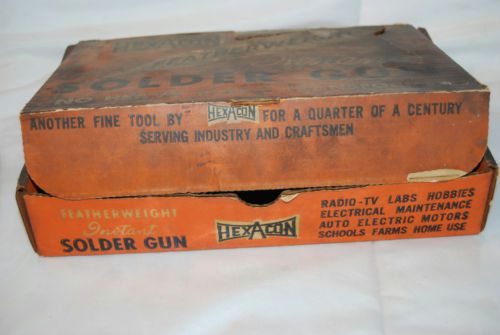 HEXACON
FEATHERWEIGHT
SOLDER GUN
ANOTHER FINE TOOL BY HEXACON FOR A QUARTER OF A CENTURY
SERVING INDUSTRY AND CRAFTSMEN
FEATHERWEIGHT
Instant
SOLDER GUN
HEXACON
RADIO-TV LABS HOBBIES
ELECTRICAL MAINTENANCE
AUTO ELECTRIC MOTORS
SCHOOLS FARMS HOME USE